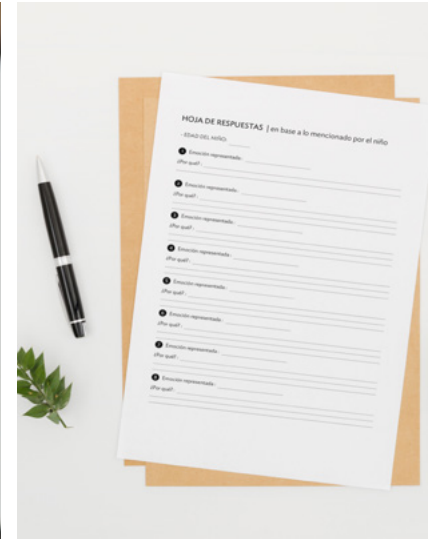 HOJA DE RESPUESTAS | en base a lo mencionado por el niño
- EDAD DEL NIÑO:
1 Emoción representada:
¿Por qué? :
2 Emoción representada:
¿Por qué? :
3 Emoción representada:
¿Por qué? :
4 Emoción representada:
¿Por qué? :
5 Emoción representada:
¿Por qué? :
6 Emoción representada:
¿Por qué? :
7 Emoción representada:
¿Por qué? :
8 Emoción representada:
¿Por qué? :